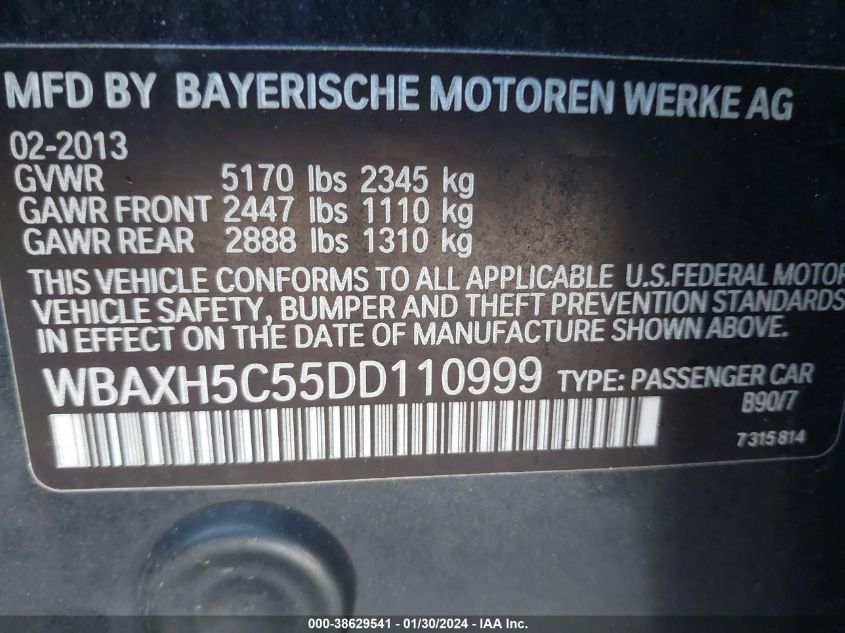 MFD BY BAYERISCHE MOTOREN WERKE AG
02-2013
GVWR 5170 lbs 2345 kg
GAWR FRONT 2447 lbs 1110 kg
GAWR REAR 2888 lbs 1310 kg
THIS VEHICLE CONFORMS TO ALL APPLICABLE U.S.FEDERAL MOTOR
VEHICLE SAFETY, BUMPER AND THEFT PREVENTION STANDARDS
IN EFFECT ON THE DATE OF MANUFACTURE SHOWN ABOVE.
WBAXH5C55DD110999 TYPE: PASSENGER CAR
B90/7
7315814
000-38629541 - 01/30/2024 - IAA Inc.